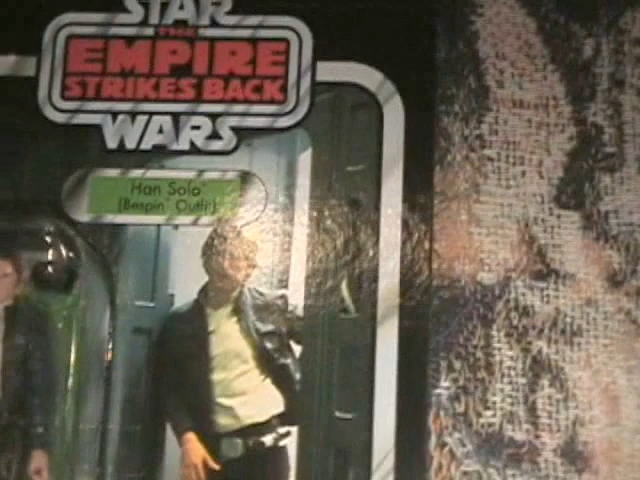 STAR
THE
EMPIRE
STRIKES BACK
WARS
Han Solo
(Bespin Outfit)